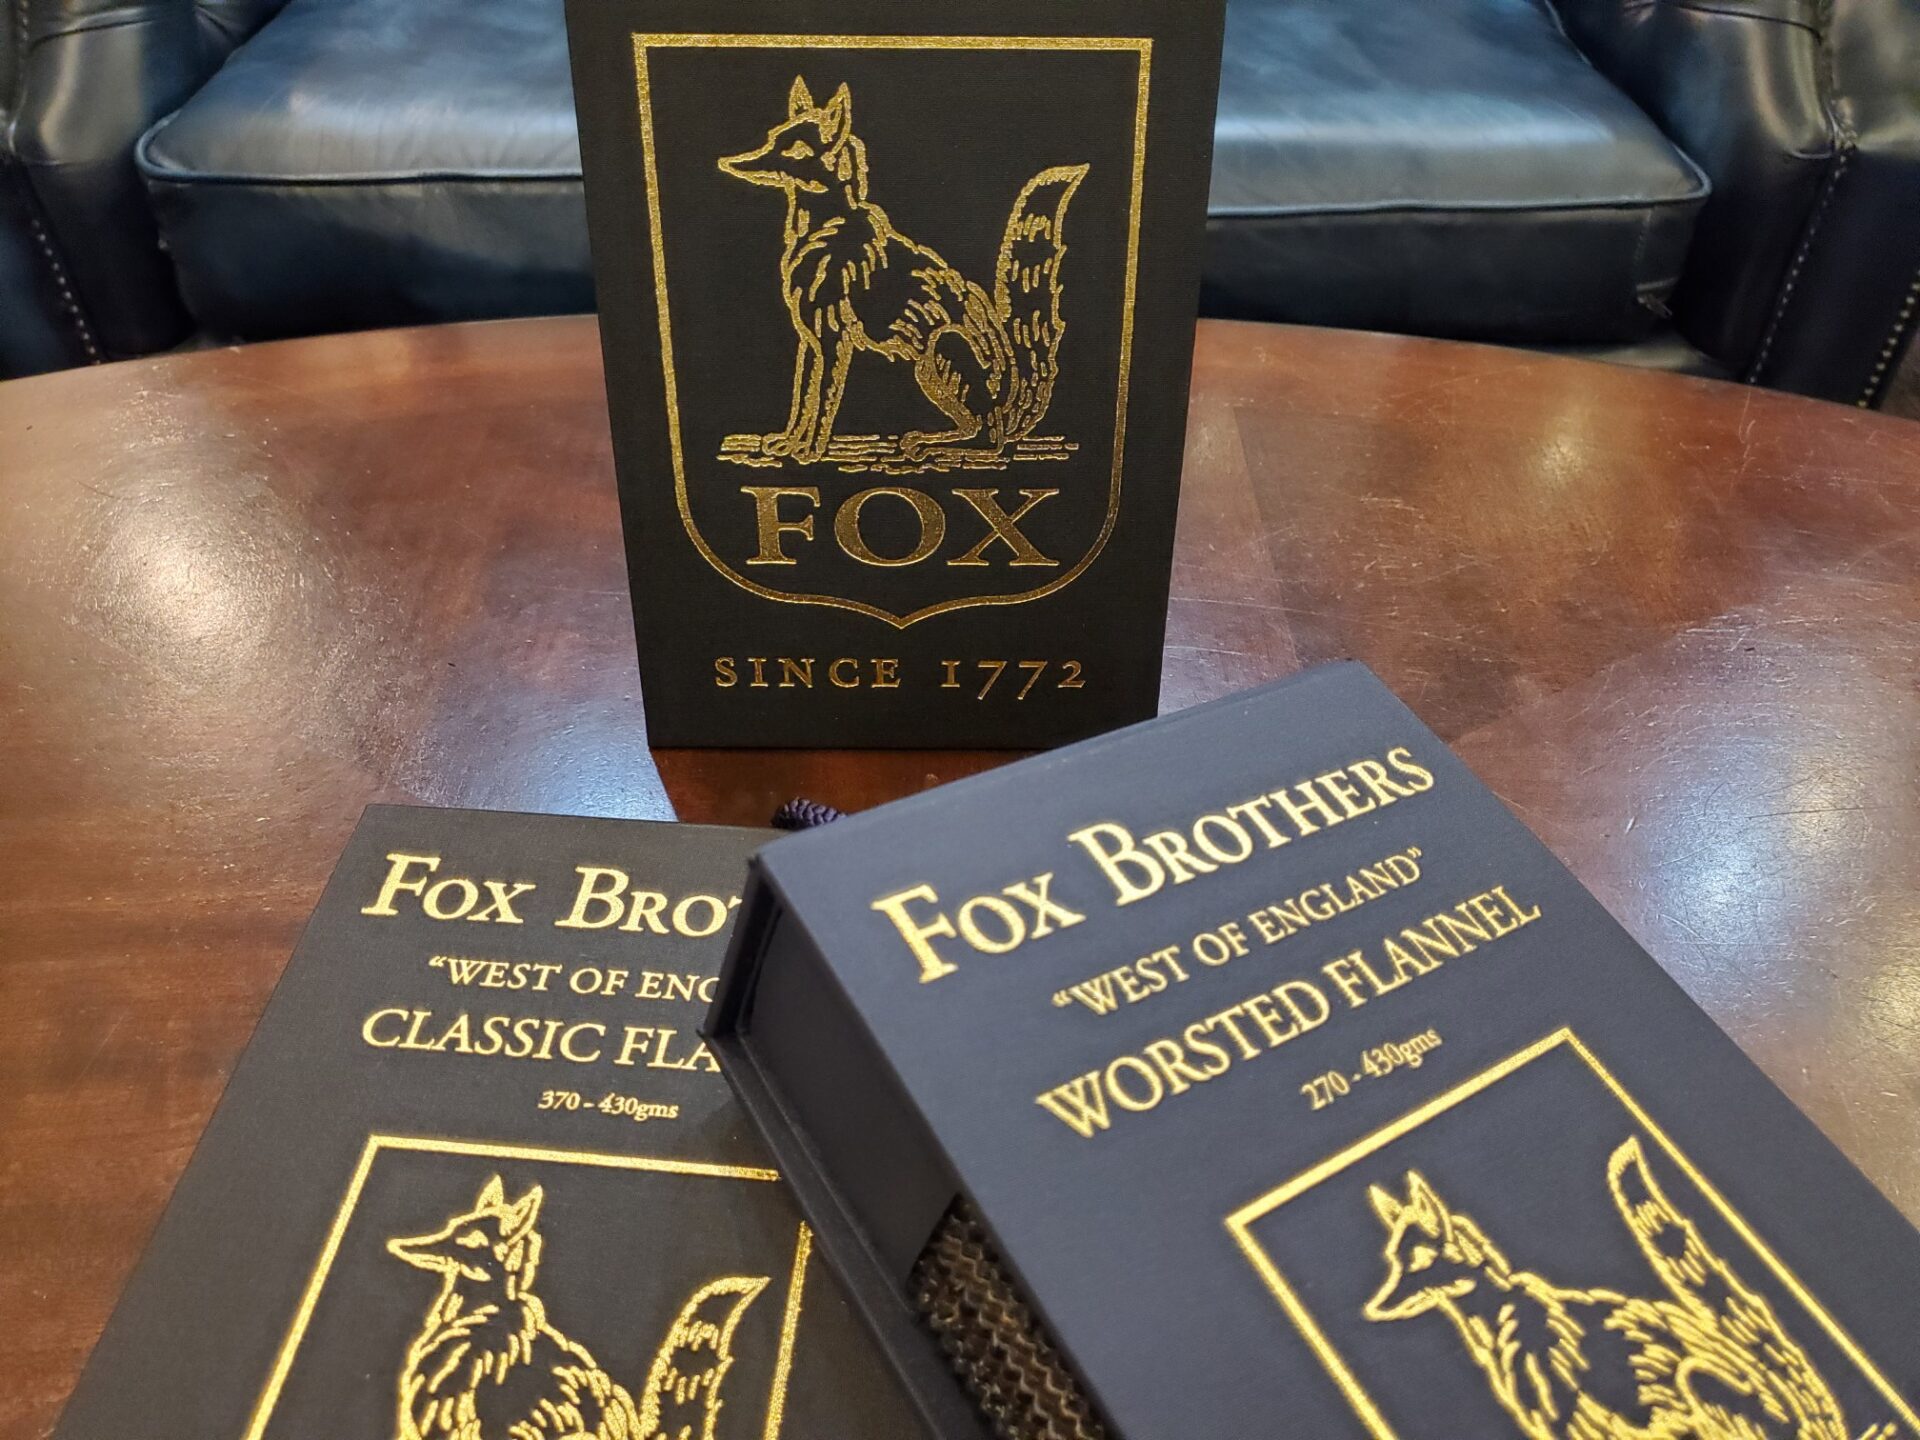 FOX
SINCE 1772
FOX BROT
"WEST OF ENG
CLASSIC FLA
370 - 430gms
FOX BROTHERS
"WEST OF ENGLAND"
WORSTED FLANNEL
270 - 430gms